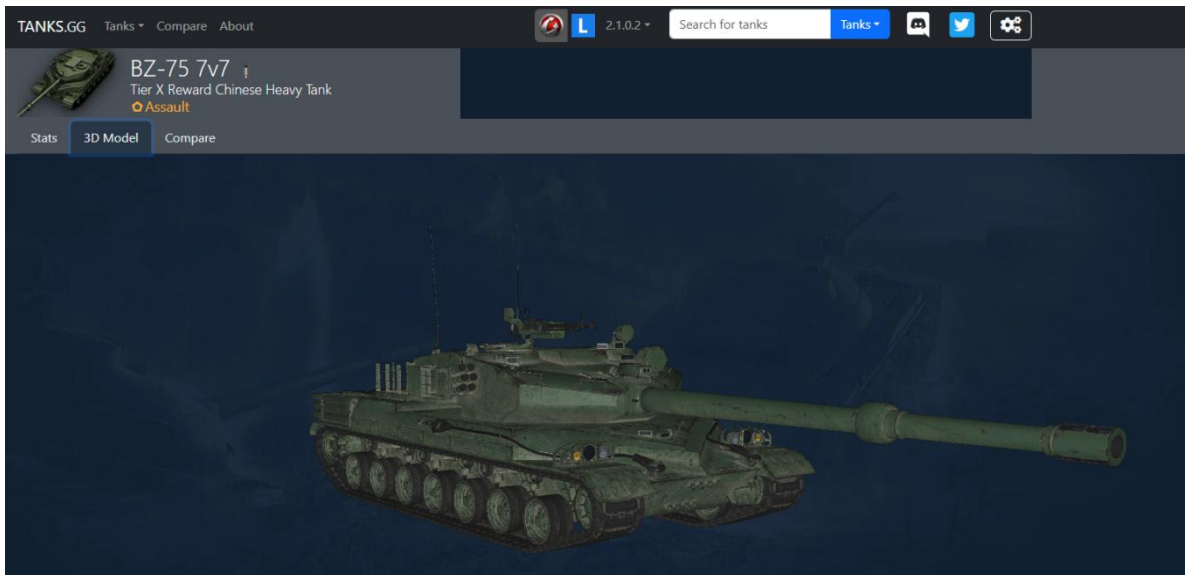 TANKS.GG Tanks Compare About L 2.1.0.2 Search for tanks Tanks
BZ-75 7v7
Tier X Reward Chinese Heavy Tank
Assault
Stats 3D Model Compare